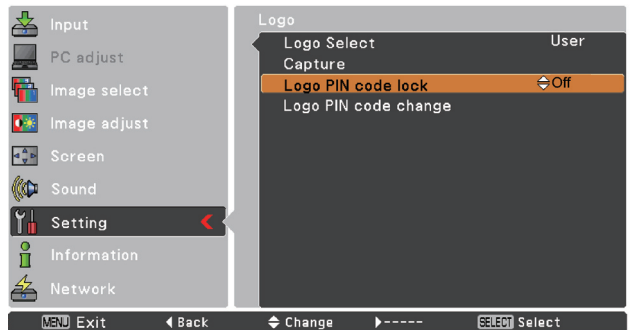 Input
PC adjust
Image select
Image adjust
Screen
Sound
Setting
Information
Network
Logo
Logo Select User
Capture
Logo PIN code lock Off
Logo PIN code change
MENU Exit Back Change ----- SELECT Select